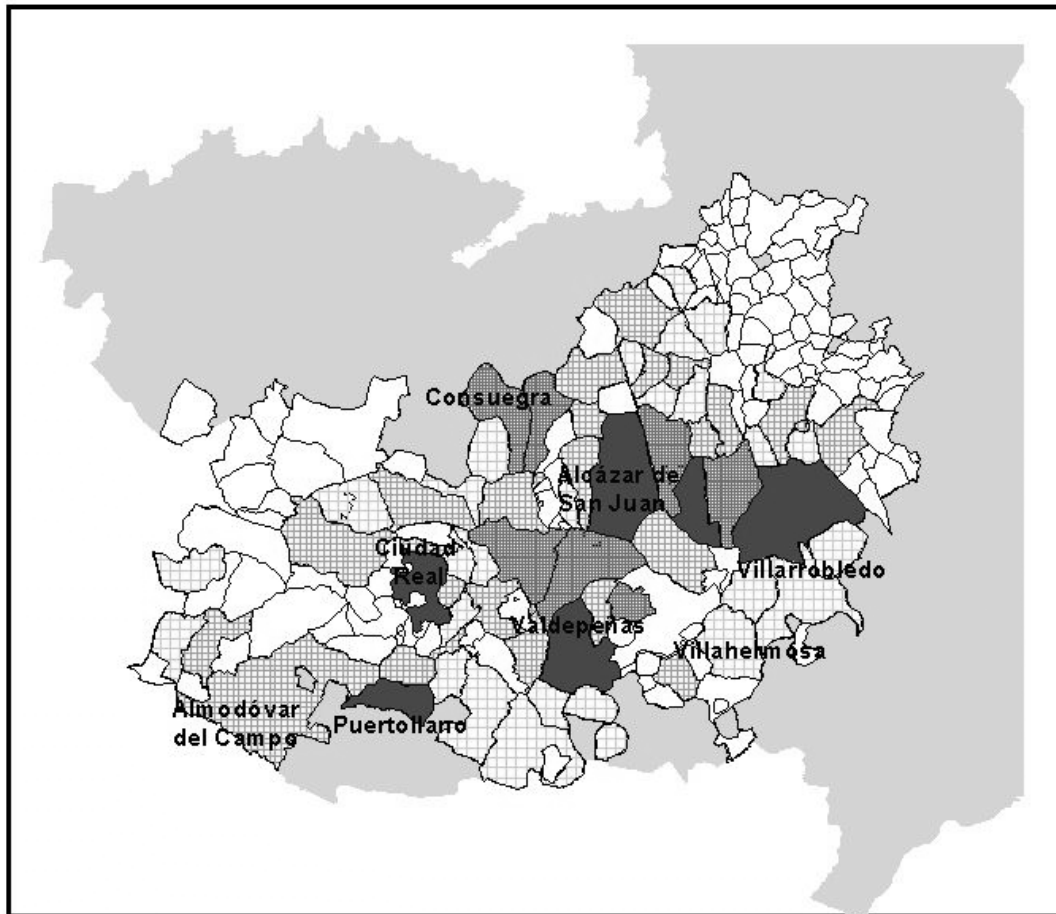 Consuegra
Alcázar de
San Juan
Ciudad
Real
Villarrobledo
Valdepeñas
Villahermosa
Almodóvar
del Campo
Puertollano